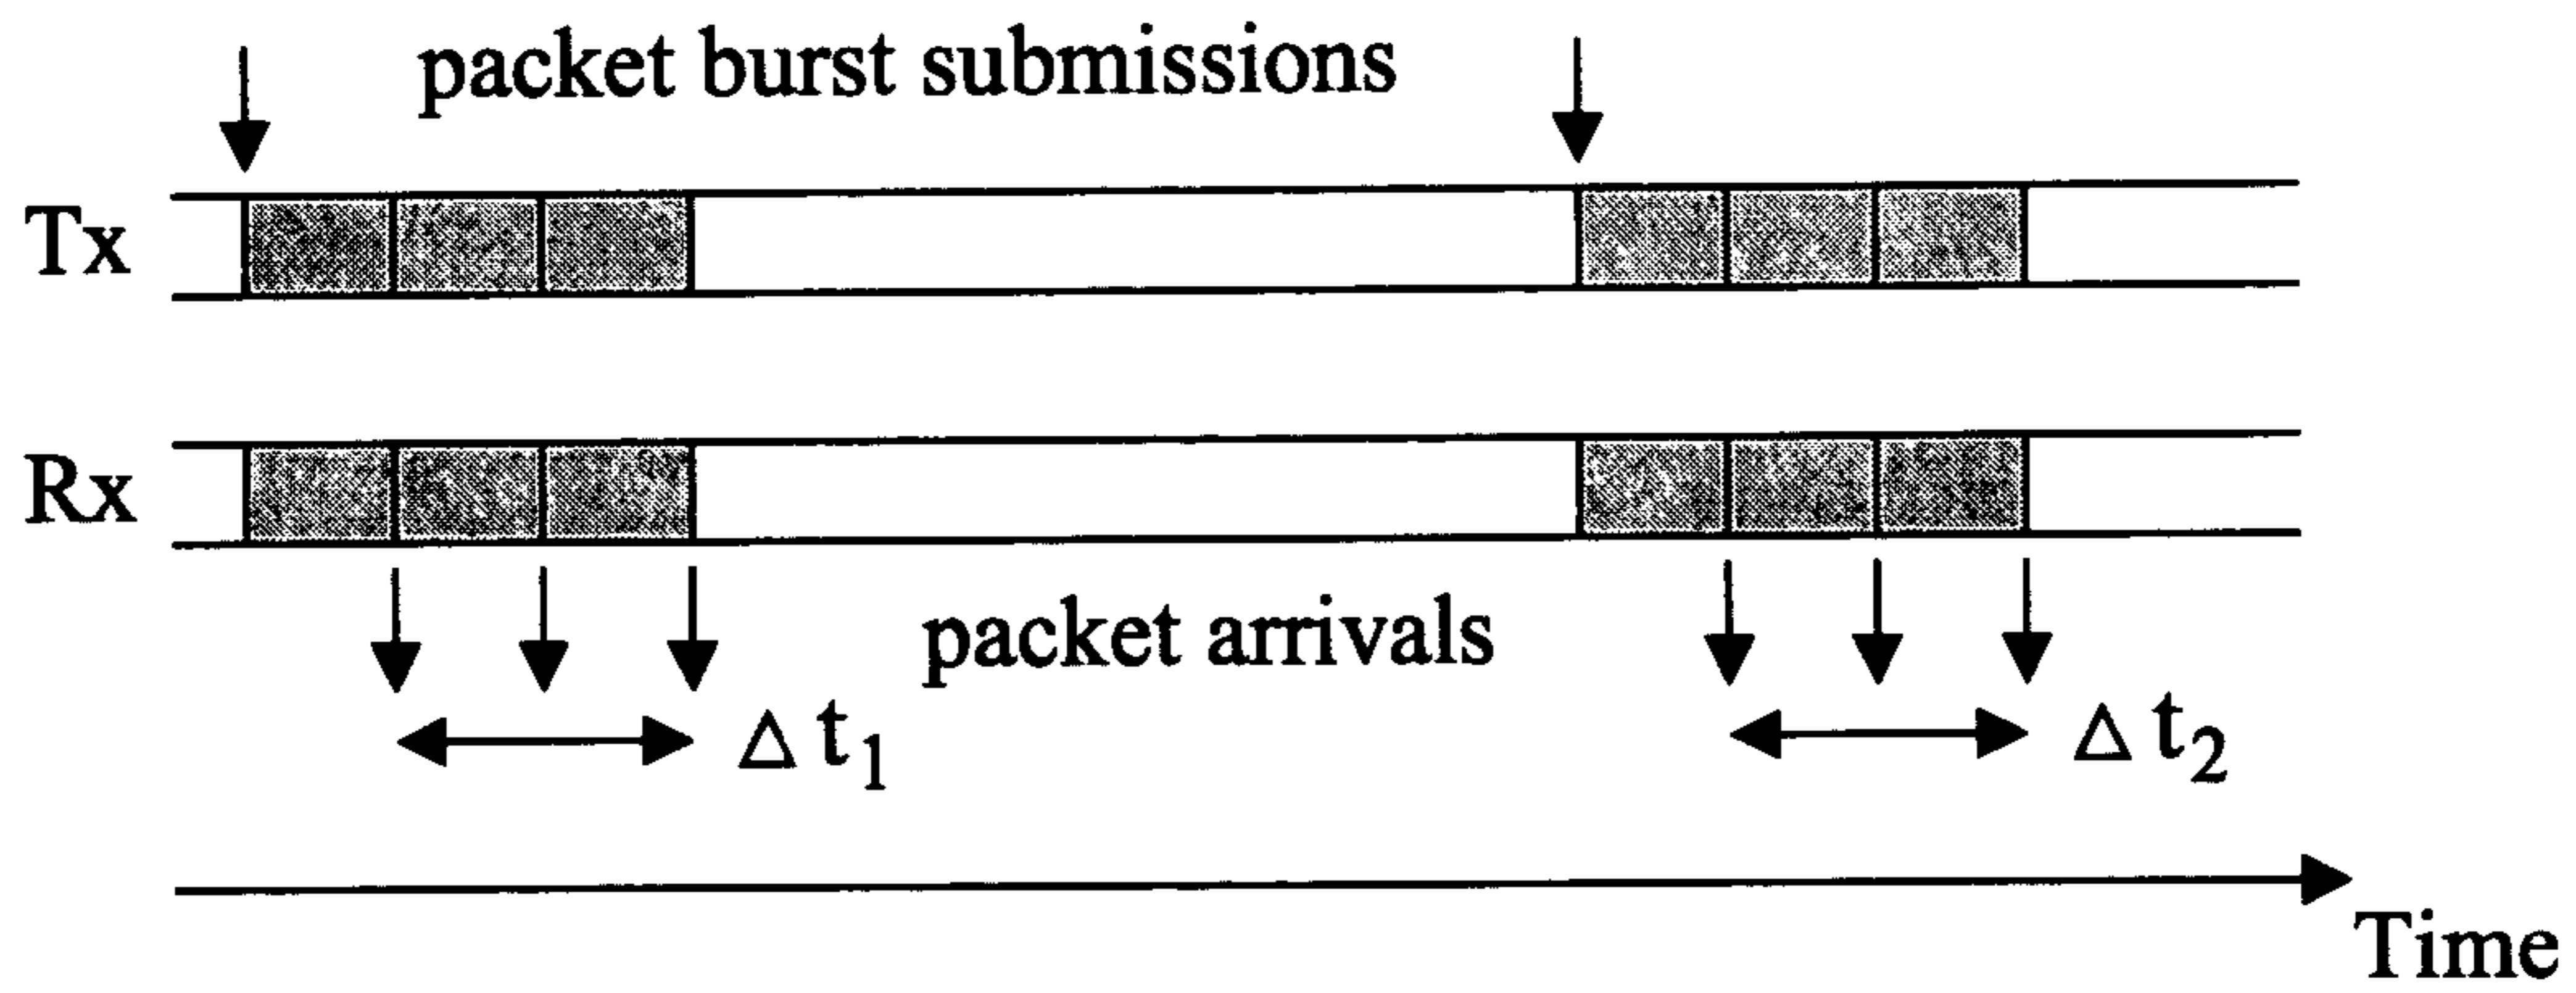 packet burst submissions
Tx
Rx
packet arrivals
Δ t₁
Δ t₂
Time